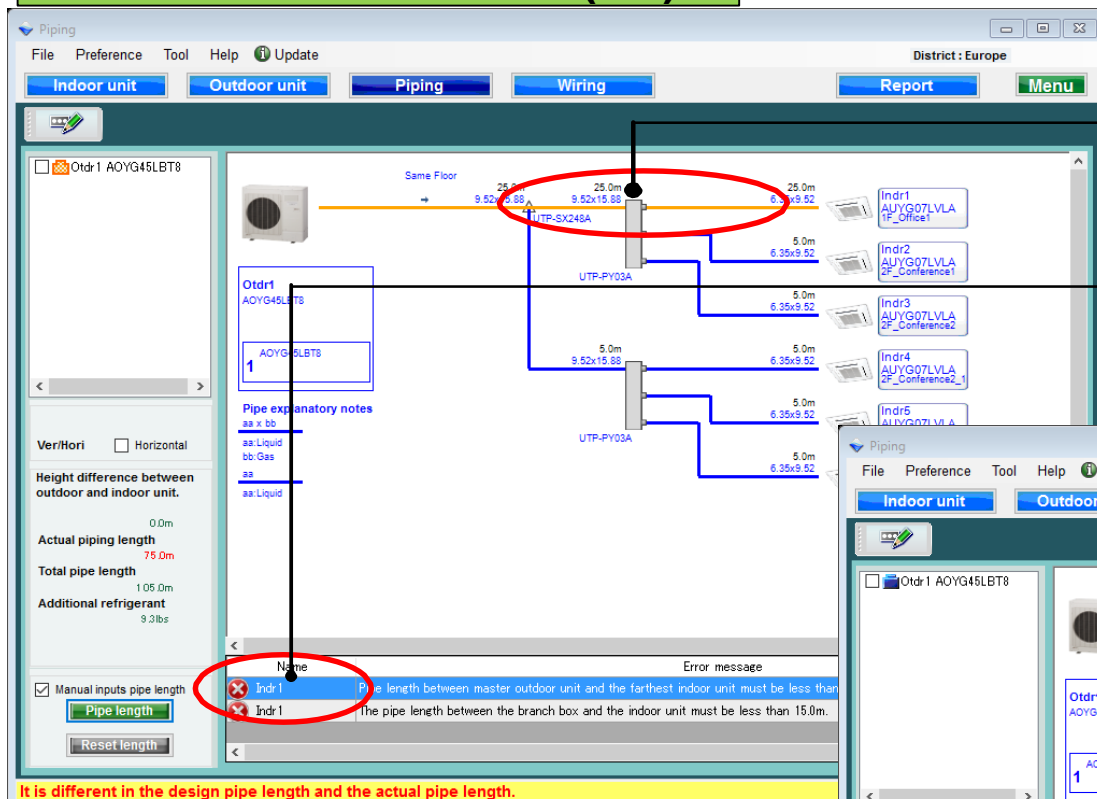 Piping
File Preference Tool Help Update District : Europe
Indoor unit Outdoor unit Piping Wiring Report Menu
Otdr1 AOYG45LBT8
Same Floor
25.0m 25.0m 25.0m
9.52x15.88 9.52x15.88 6.35x9.52
UTP-SX248A
UTP-PY03A
Indr1
AUYG07LVLA
1F_Office1
5.0m
6.35x9.52
Indr2
AUYG07LVLA
2F_Conference1
5.0m
6.35x9.52
Indr3
AUYG07LVLA
2F_Conference2
5.0m 5.0m
9.52x15.88 6.35x9.52
UTP-PY03A
Indr4
AUYG07LVLA
2F_Conference2_1
5.0m
6.35x9.52
Indr5
AUYG07LVLA
5.0m
6.35x9.52
Otdr1
AOYG45LBT8
AOYG45LBT8
1
Pipe explanatory notes
aa x bb
aa:Liquid
bb:Gas
aa
aa:Liquid
Ver/Hori Horizontal
Height difference between
outdoor and indoor unit.
0.0m
Actual piping length
75.0m
Total pipe length
105.0m
Additional refrigerant
9.3lbs
Manual inputs pipe length
Pipe length
Reset length
Name Error message
Indr1 Pipe length between master outdoor unit and the farthest indoor unit must be less than
Indr1 The pipe length between the branch box and the indoor unit must be less than 15.0m.
It is different in the design pipe length and the actual pipe length.
Piping
File Preference Tool Help
Indoor unit Outdoor
Otdr1 AOYG45LBT8
Otdr
AOYG
1